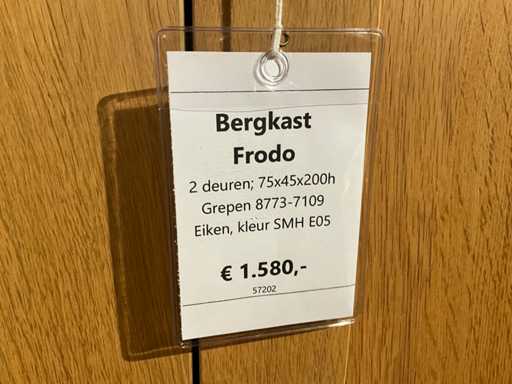 Bergkast
Frodo
2 deuren; 75x45x200h
Grepen 8773-7109
Eiken, kleur SMH E05
€ 1.580,-
57202